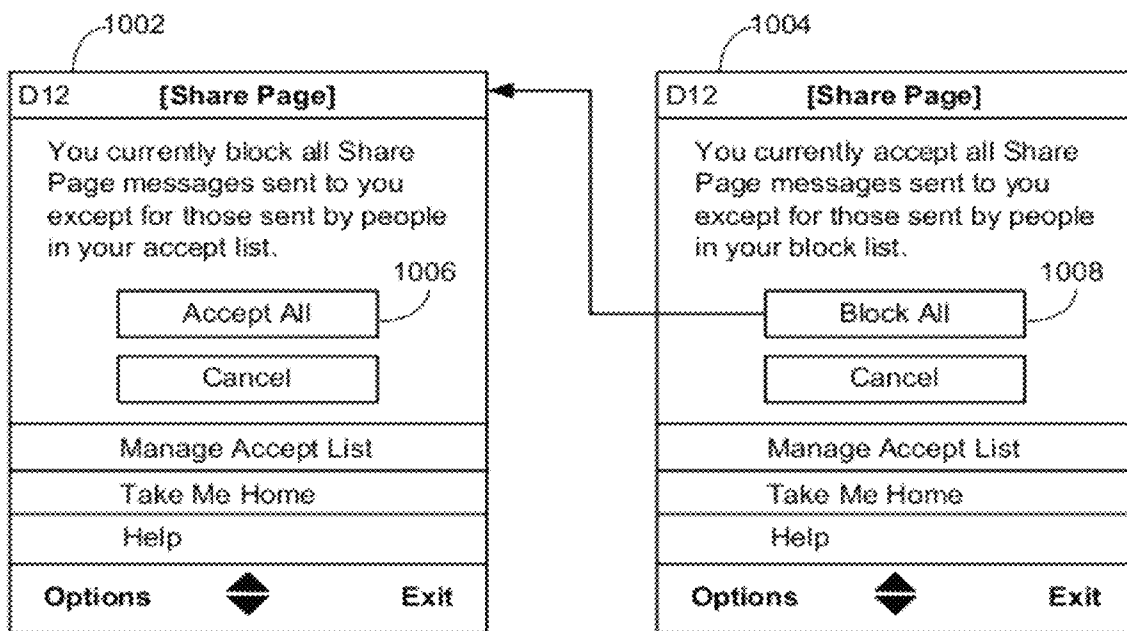 1002
D12 [Share Page]
You currently block all Share
Page messages sent to you
except for those sent by people
in your accept list.
1006
Accept All
Cancel
Manage Accept List
Take Me Home
Help
Options Exit
1004
D12 [Share Page]
You currently accept all Share
Page messages sent to you
except for those sent by people
in your block list.
1008
Block All
Cancel
Manage Accept List
Take Me Home
Help
Options Exit